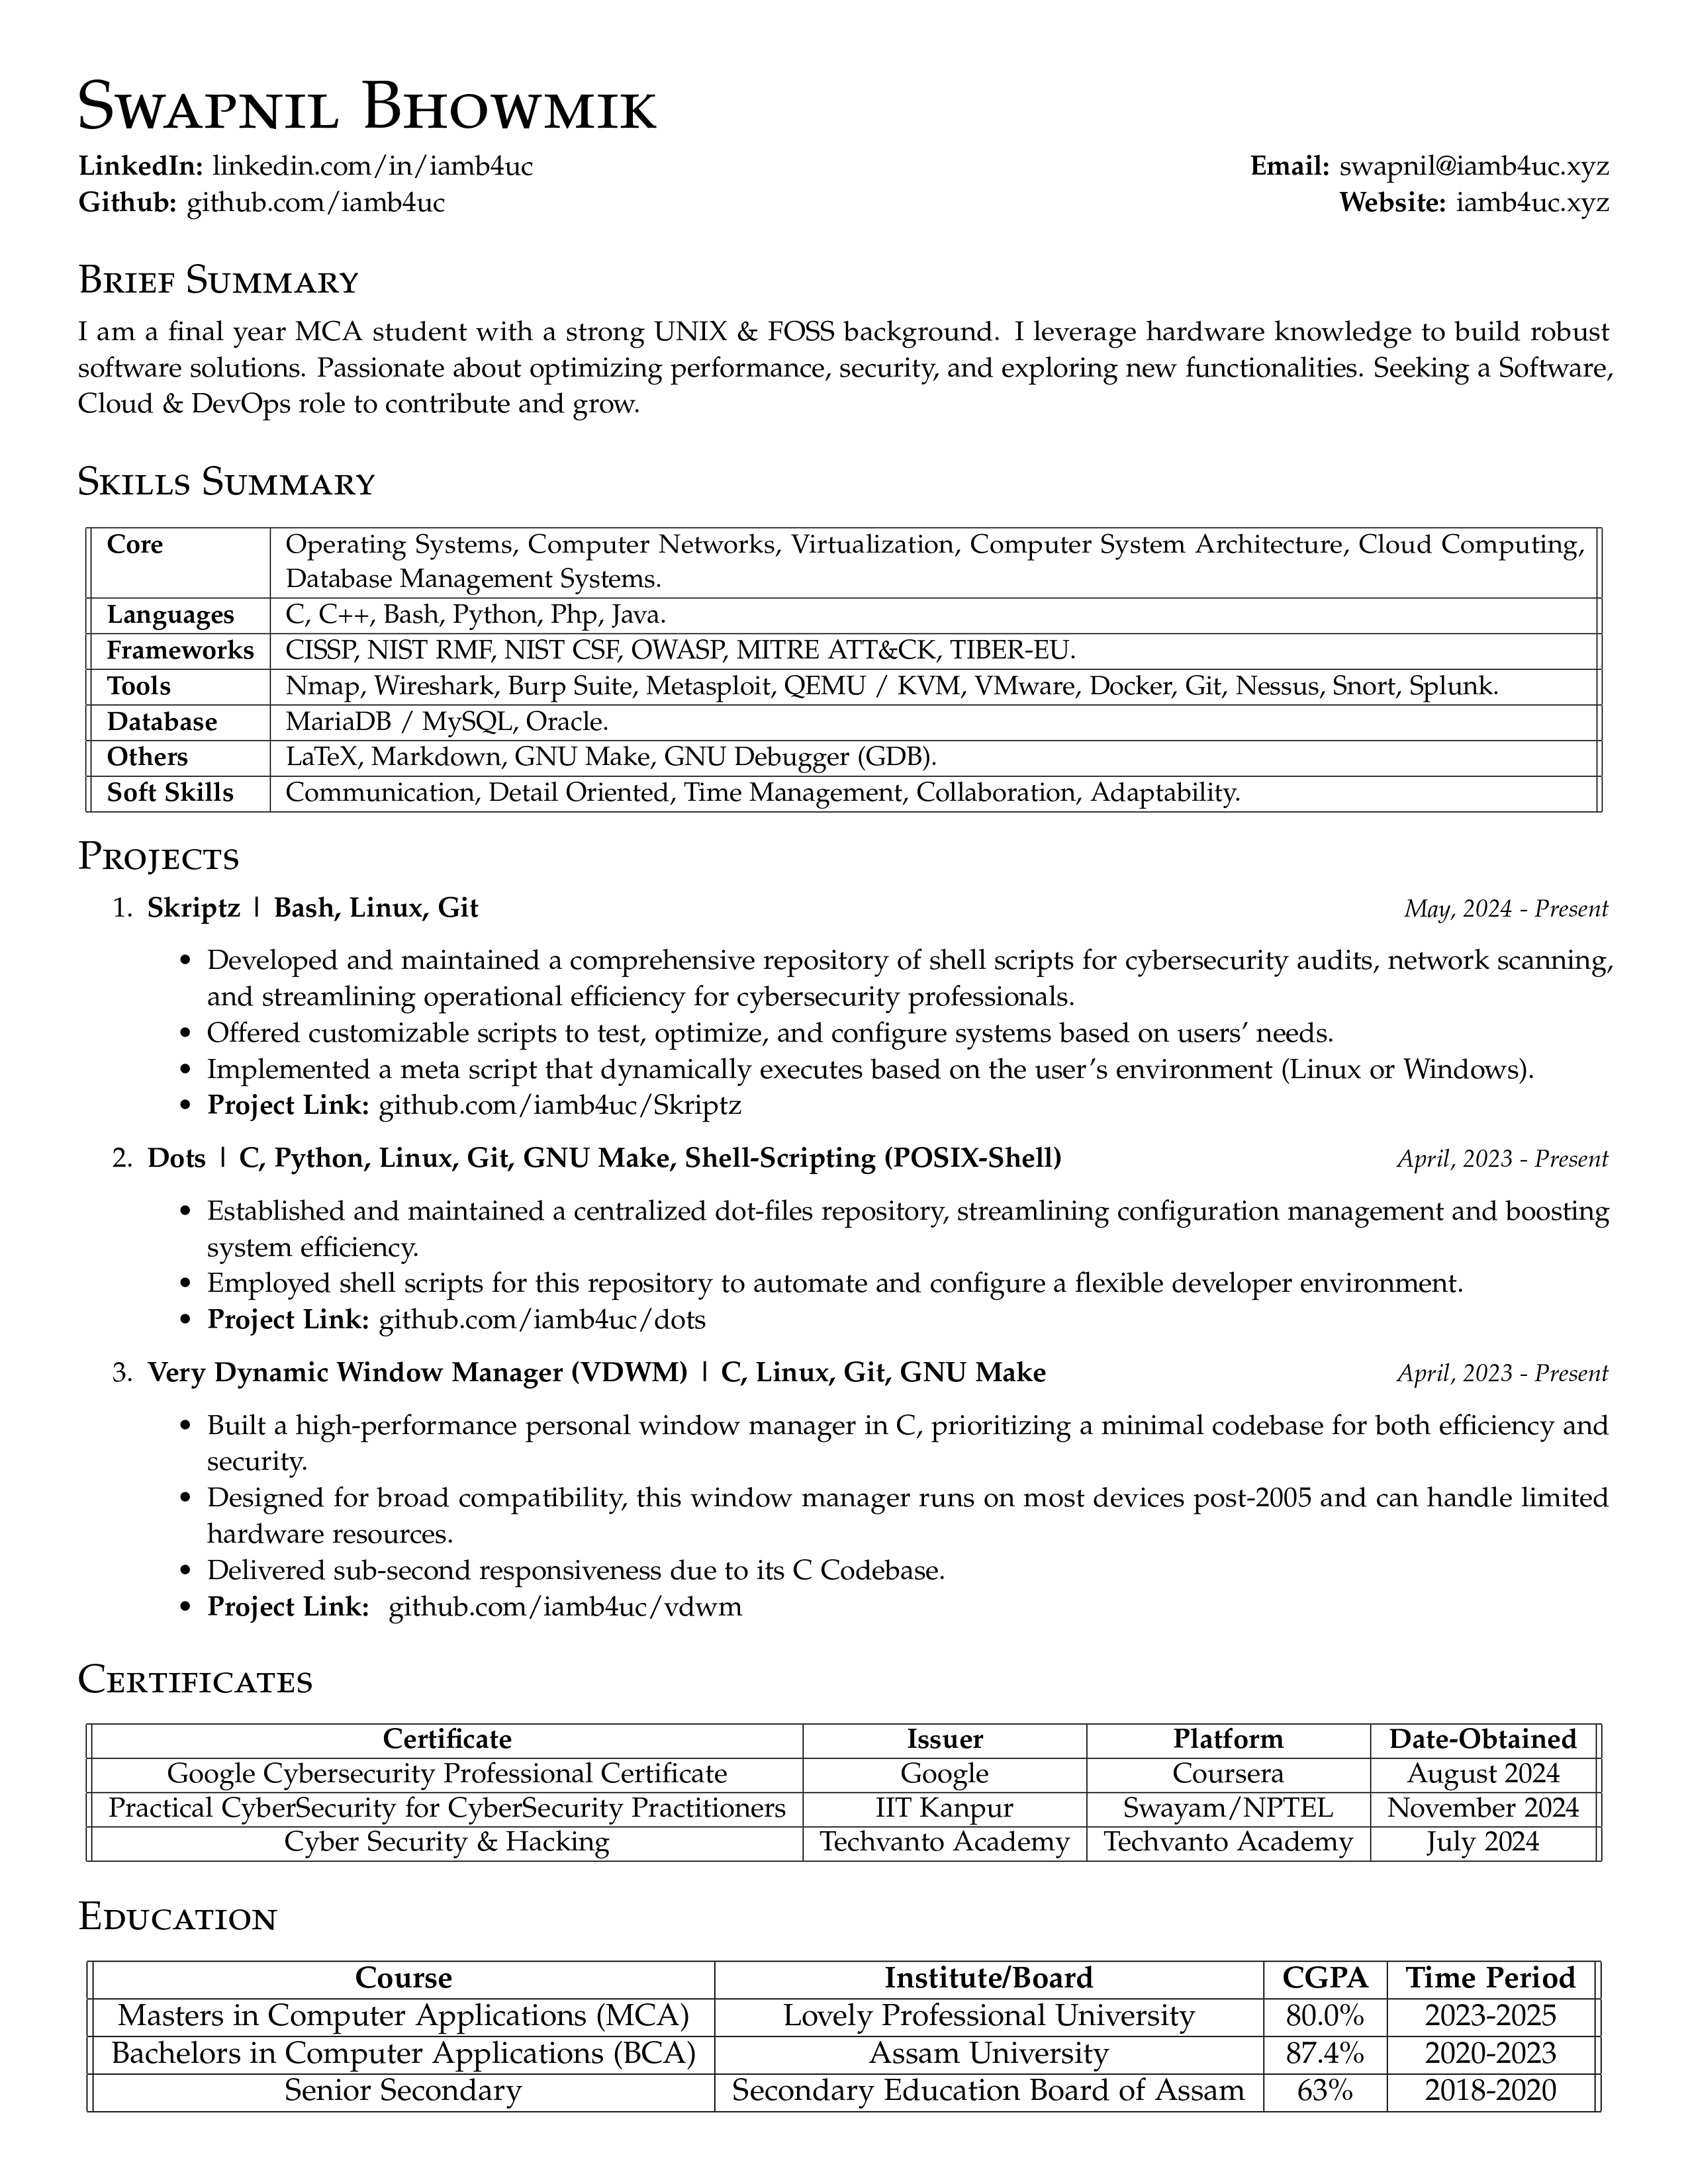 Swapnil Bhowmik
LinkedIn: linkedin.com/in/iamb4uc Email: swapnil@iamb4uc.xyz
Github: github.com/iamb4uc Website: iamb4uc.xyz
Brief Summary
I am a final year MCA student with a strong UNIX & FOSS background. I leverage hardware knowledge to build robust
software solutions. Passionate about optimizing performance, security, and exploring new functionalities. Seeking a Software,
Cloud & DevOps role to contribute and grow.
Skills Summary
Core Operating Systems, Computer Networks, Virtualization, Computer System Architecture, Cloud Computing,
Database Management Systems.
Languages C, C++, Bash, Python, Php, Java.
Frameworks CISSP, NIST RMF, NIST CSF, OWASP, MITRE ATT&CK, TIBER-EU.
Tools Nmap, Wireshark, Burp Suite, Metasploit, QEMU / KVM, VMware, Docker, Git, Nessus, Snort, Splunk.
Database MariaDB / MySQL, Oracle.
Others LaTeX, Markdown, GNU Make, GNU Debugger (GDB).
Soft Skills Communication, Detail Oriented, Time Management, Collaboration, Adaptability.
Projects
1. Skriptz | Bash, Linux, Git May, 2024 - Present
• Developed and maintained a comprehensive repository of shell scripts for cybersecurity audits, network scanning,
and streamlining operational efficiency for cybersecurity professionals.
• Offered customizable scripts to test, optimize, and configure systems based on users' needs.
• Implemented a meta script that dynamically executes based on the user's environment (Linux or Windows).
• Project Link: github.com/iamb4uc/Skriptz
2. Dots | C, Python, Linux, Git, GNU Make, Shell-Scripting (POSIX-Shell) April, 2023 - Present
• Established and maintained a centralized dot-files repository, streamlining configuration management and boosting
system efficiency.
• Employed shell scripts for this repository to automate and configure a flexible developer environment.
• Project Link: github.com/iamb4uc/dots
3. Very Dynamic Window Manager (VDWM) | C, Linux, Git, GNU Make April, 2023 - Present
• Built a high-performance personal window manager in C, prioritizing a minimal codebase for both efficiency and
security.
• Designed for broad compatibility, this window manager runs on most devices post-2005 and can handle limited
hardware resources.
• Delivered sub-second responsiveness due to its C Codebase.
• Project Link: github.com/iamb4uc/vdwm
Certificates
Certificate Issuer Platform Date-Obtained
Google Cybersecurity Professional Certificate Google Coursera August 2024
Practical CyberSecurity for CyberSecurity Practitioners IIT Kanpur Swayam/NPTEL November 2024
Cyber Security & Hacking Techvanto Academy Techvanto Academy July 2024
Education
Course Institute/Board CGPA Time Period
Masters in Computer Applications (MCA) Lovely Professional University 80.0% 2023-2025
Bachelors in Computer Applications (BCA) Assam University 87.4% 2020-2023
Senior Secondary Secondary Education Board of Assam 63% 2018-2020